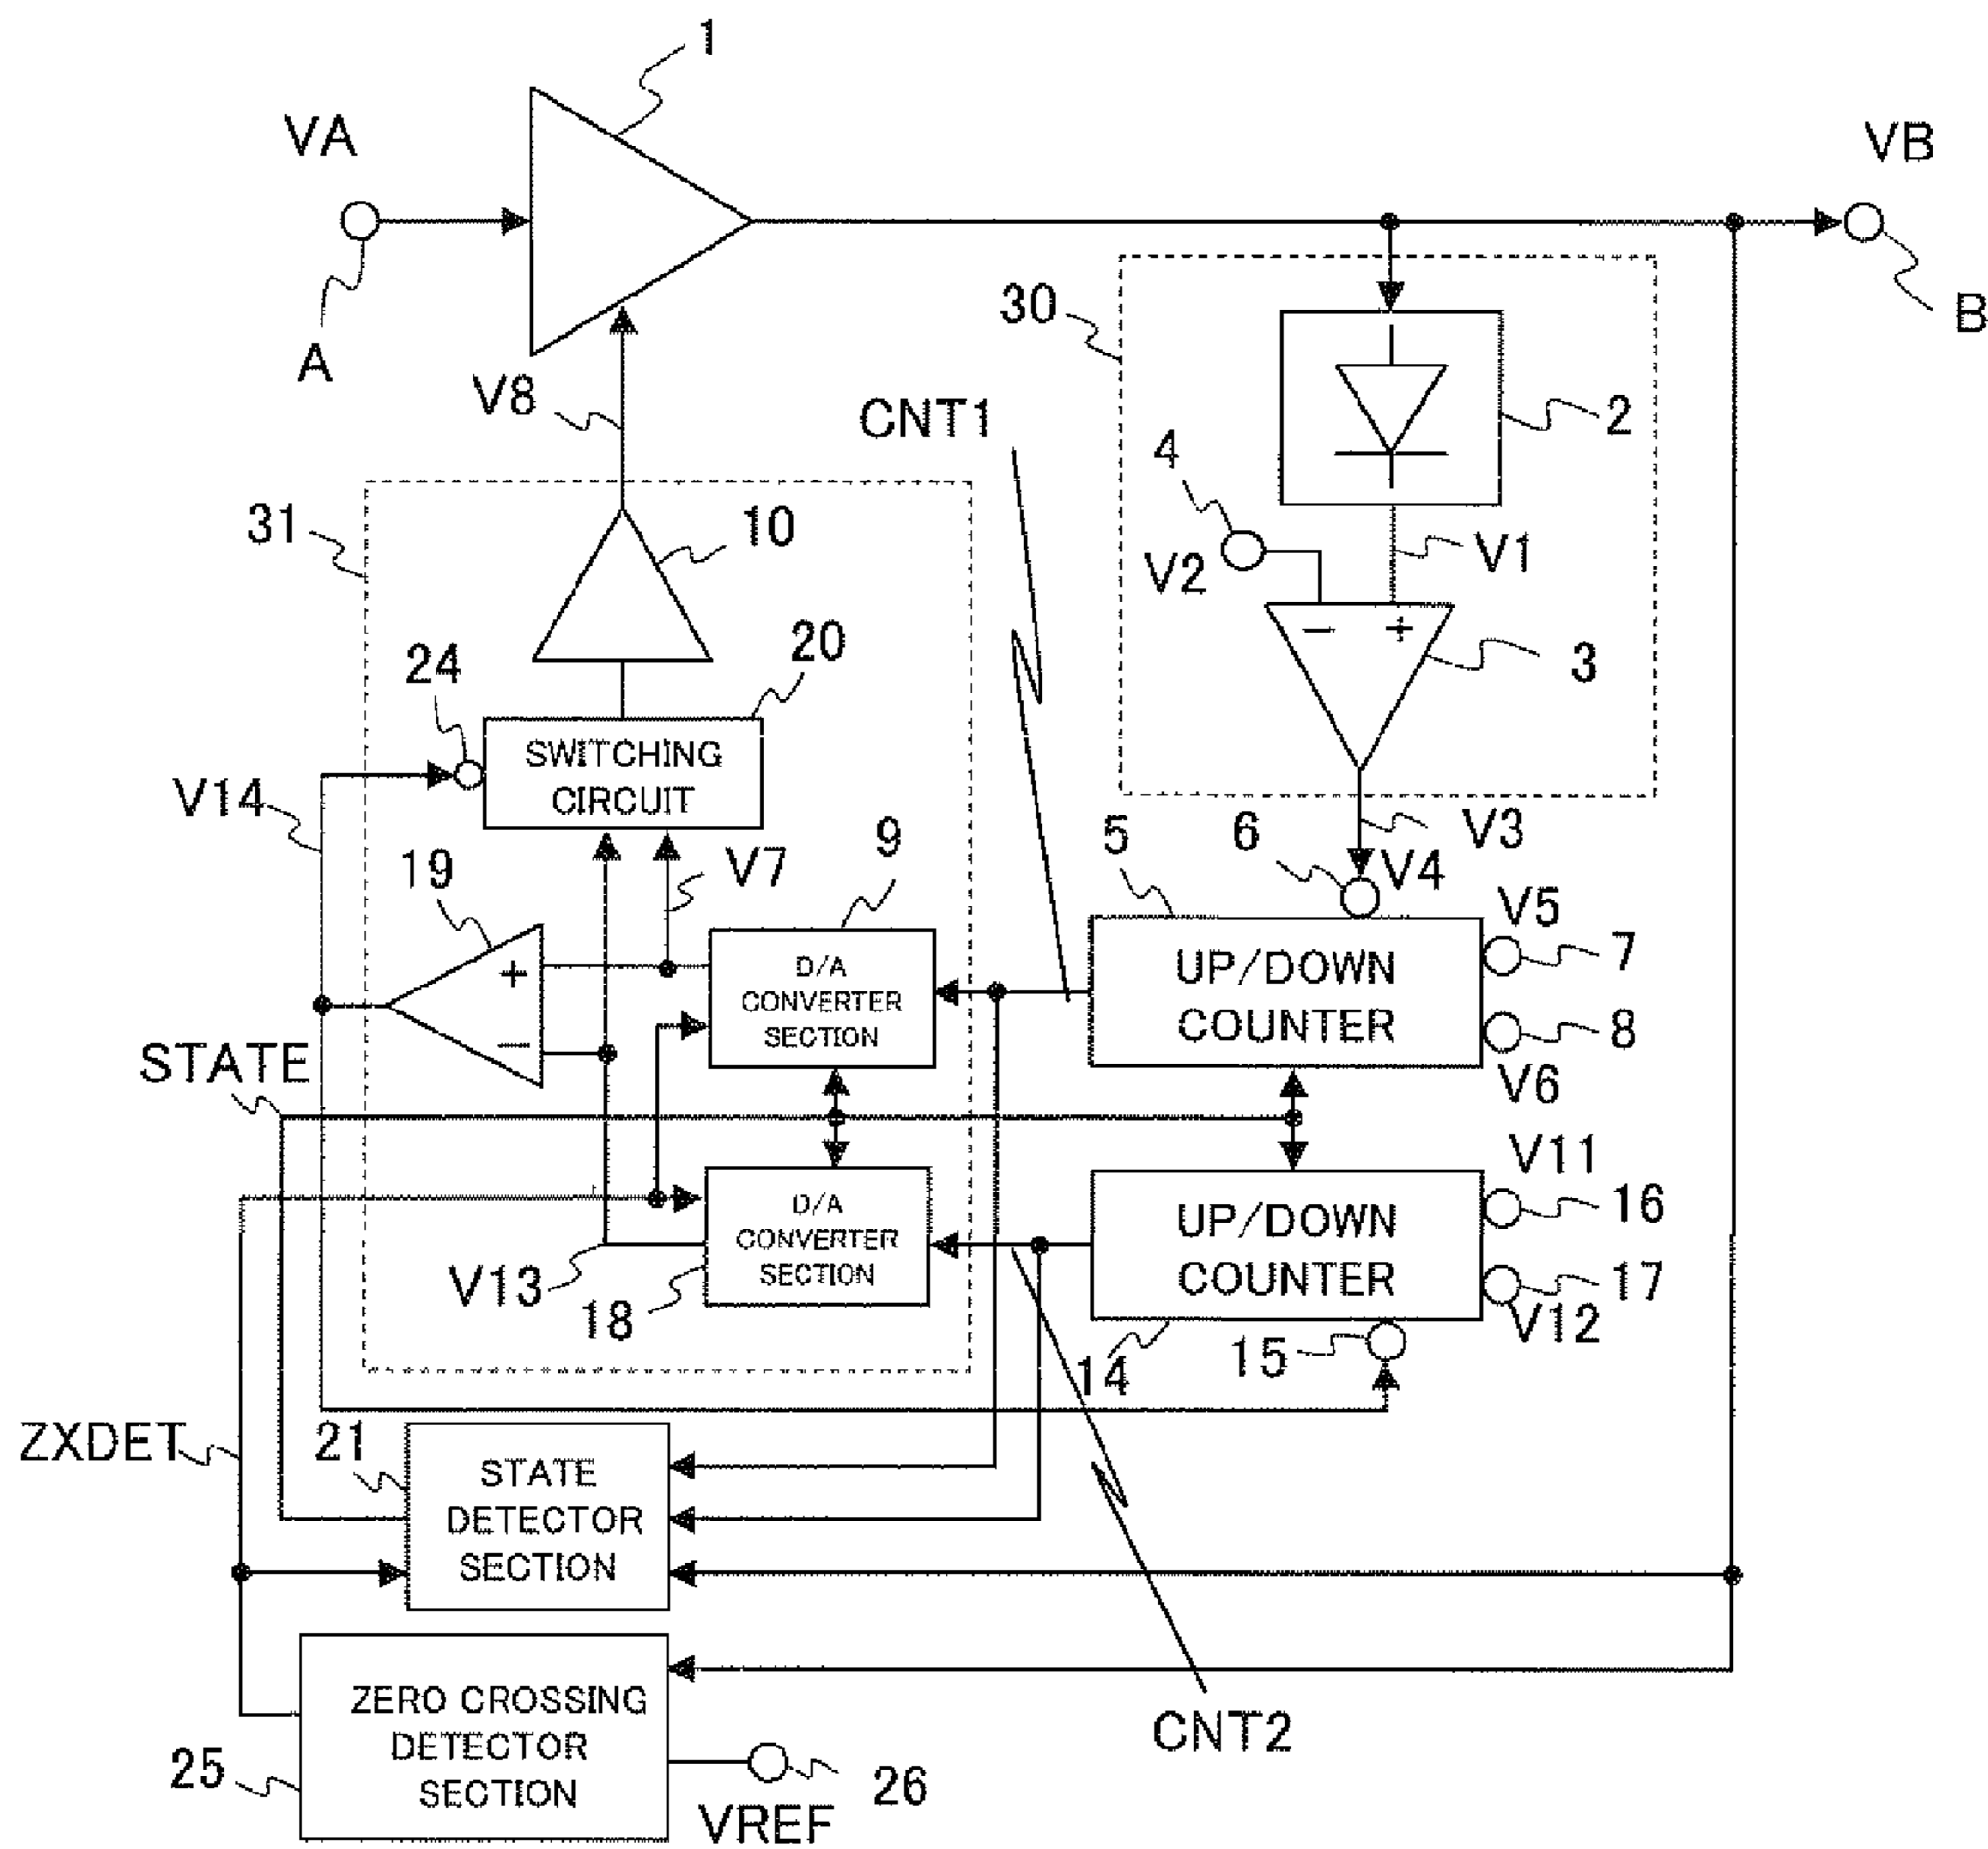 1
VA
VB
A
B
30
V8
CNT1
2
4
31
10
V2
V1
20
3
24
SWITCHING
CIRCUIT
V14
5
6
V3
9
V7
19
V4
V5
+
−
7
D/A
CONVERTER
SECTION
UP/DOWN
COUNTER
8
STATE
V6
V11
16
D/A
CONVERTER
SECTION
UP/DOWN
COUNTER
17
V13
18
V12
15
14
ZXDET
21
STATE
DETECTOR
SECTION
ZERO CROSSING
DETECTOR
SECTION
CNT2
25
26
VREF
− +